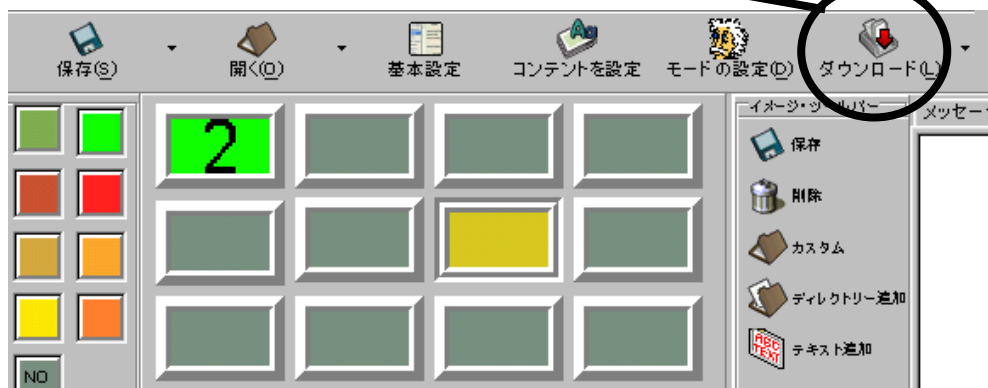 保存(S)
開く(O)
基本設定
コンテントを設定
モードの設定(D)
ダウンロード(L)
イメージ・ツールバー
メッセー
2
保存
削除
カスタム
ディレクトリー追加
ABC
TEXT
テキスト追加
NO